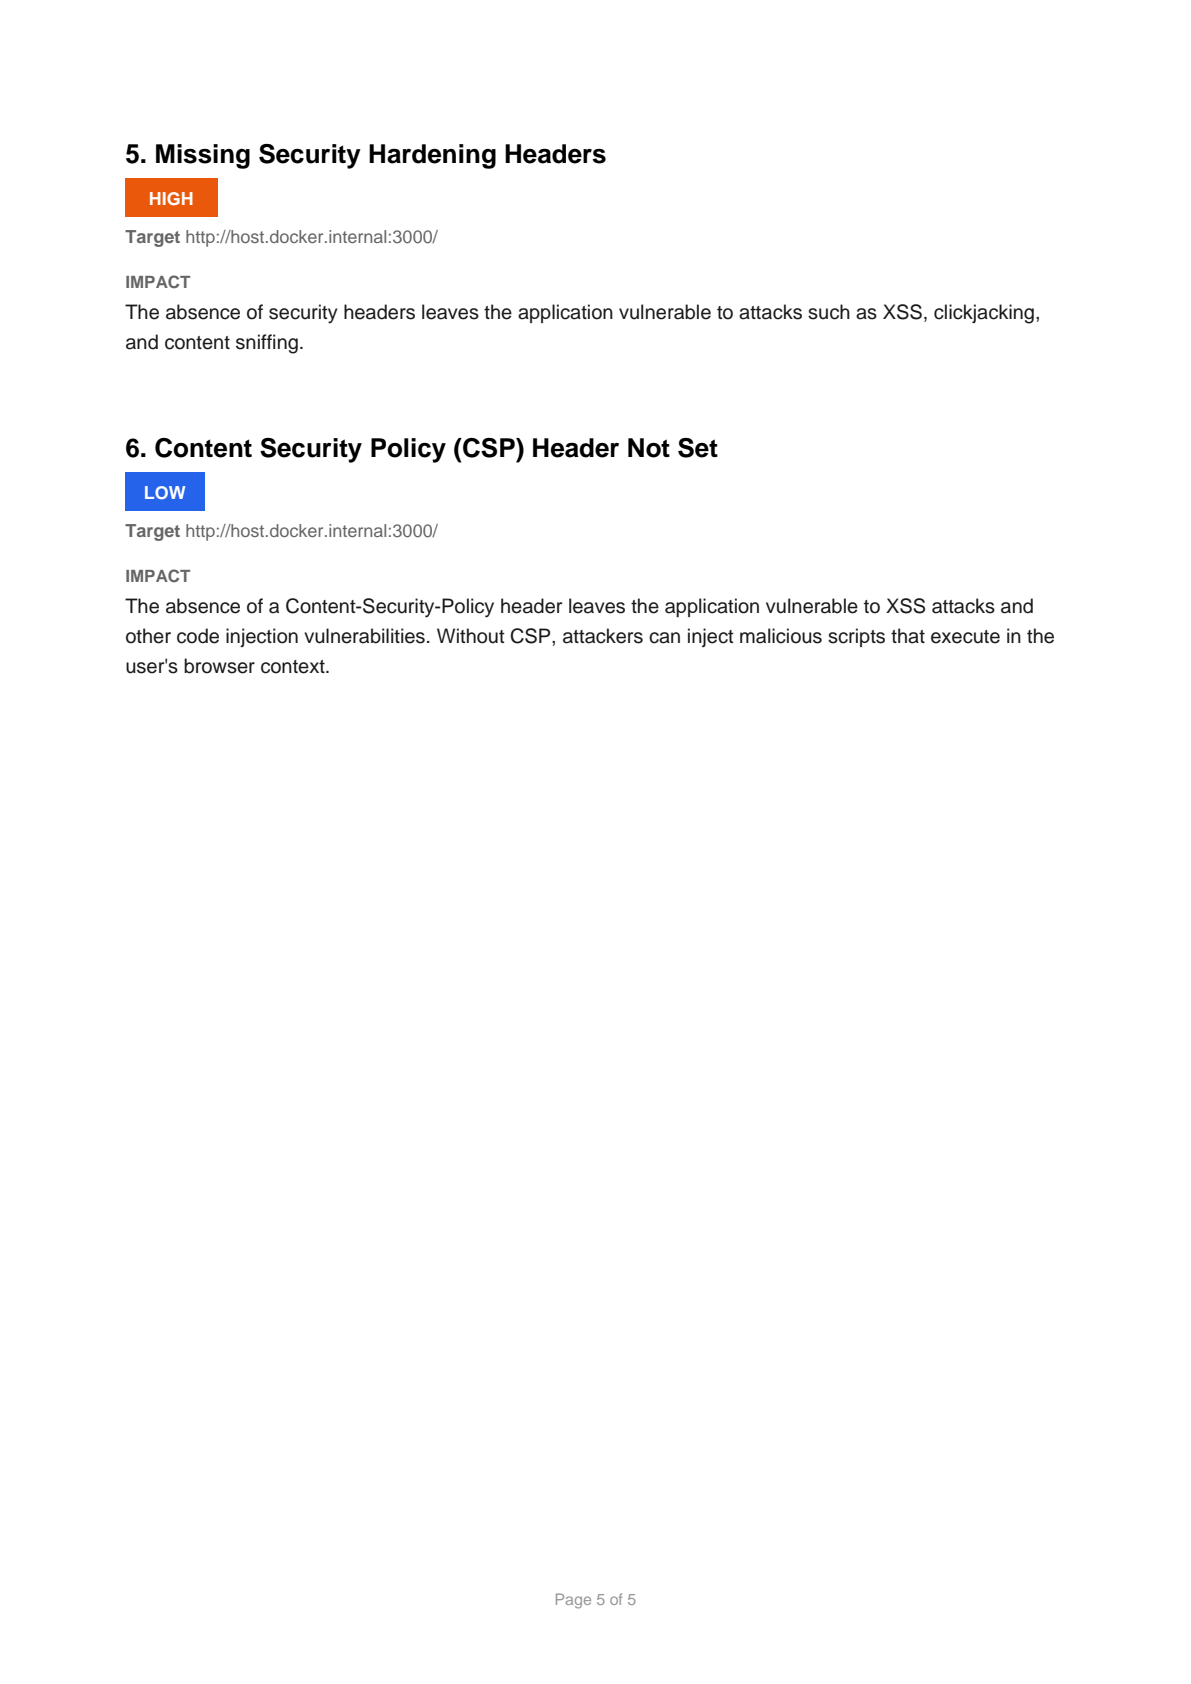 5. Missing Security Hardening Headers
HIGH
Target http://host.docker.internal:3000/
IMPACT
The absence of security headers leaves the application vulnerable to attacks such as XSS, clickjacking,
and content sniffing.
6. Content Security Policy (CSP) Header Not Set
LOW
Target http://host.docker.internal:3000/
IMPACT
The absence of a Content-Security-Policy header leaves the application vulnerable to XSS attacks and
other code injection vulnerabilities. Without CSP, attackers can inject malicious scripts that execute in the
user's browser context.
Page 5 of 5